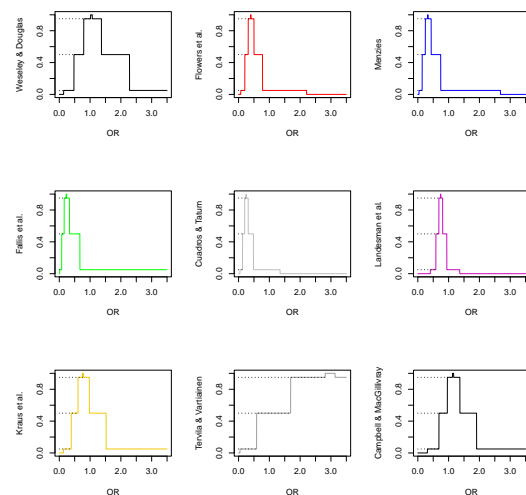 Weseley & Douglas
0.0 0.4 0.8
0.0 1.0 2.0 3.0
OR
Flowers et al.
0.0 0.4 0.8
0.0 1.0 2.0 3.0
OR
Menzies
0.0 0.4 0.8
0.0 1.0 2.0 3.0
OR
Fallis et al.
0.0 0.4 0.8
0.0 1.0 2.0 3.0
OR
Cuadros & Tatum
0.0 0.4 0.8
0.0 1.0 2.0 3.0
OR
Landesman et al.
0.0 0.4 0.8
0.0 1.0 2.0 3.0
OR
Kraus et al.
0.0 0.4 0.8
0.0 1.0 2.0 3.0
OR
Tervila & Vartiainen
0.0 0.4 0.8
0.0 1.0 2.0 3.0
OR
Campbell & MacGillivray
0.0 0.4 0.8
0.0 1.0 2.0 3.0
OR